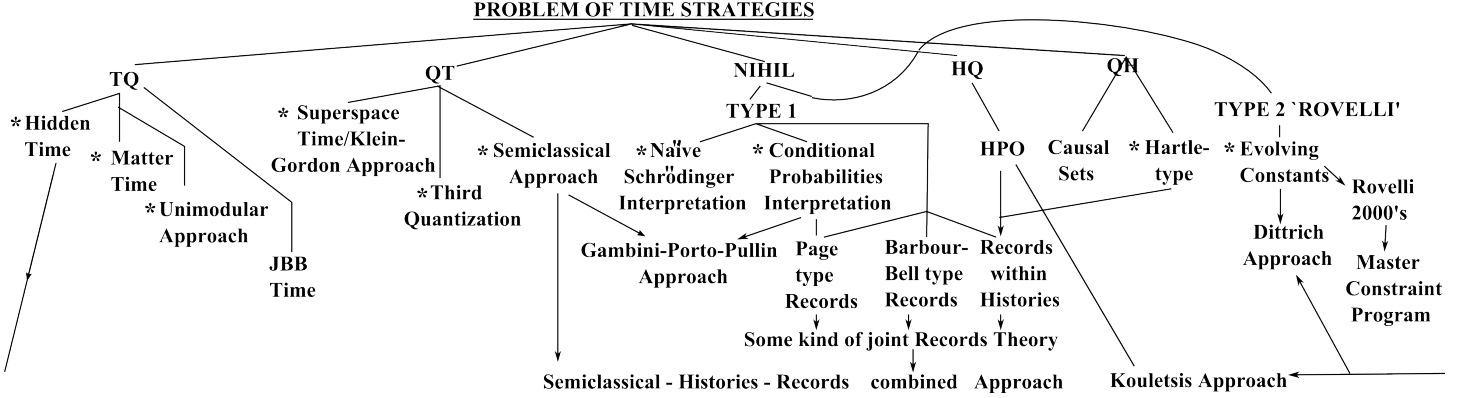 PROBLEM OF TIME STRATEGIES
TQ
QT
NIHIL
HQ
QH
TYPE 1
TYPE 2 `ROVELLI'
* Hidden
Time
* Matter
Time
* Unimodular
Approach
JBB
Time
* Superspace
Time/Klein-
Gordon Approach
* Third
Quantization
* Semiclassical
Approach
* Naïve
Schrödinger
Interpretation
* Conditional
Probabilities
Interpretation
HPO
Causal
Sets
* Hartle-
type
* Evolving
Constants
Rovelli
2000's
Dittrich
Approach
Master
Constraint
Program
Gambini-Porto-Pullin
Approach
Page
type
Records
Barbour-
Bell type
Records
Records
within
Histories
Some kind of joint Records Theory
Semiclassical - Histories - Records combined Approach
Kouletsis Approach